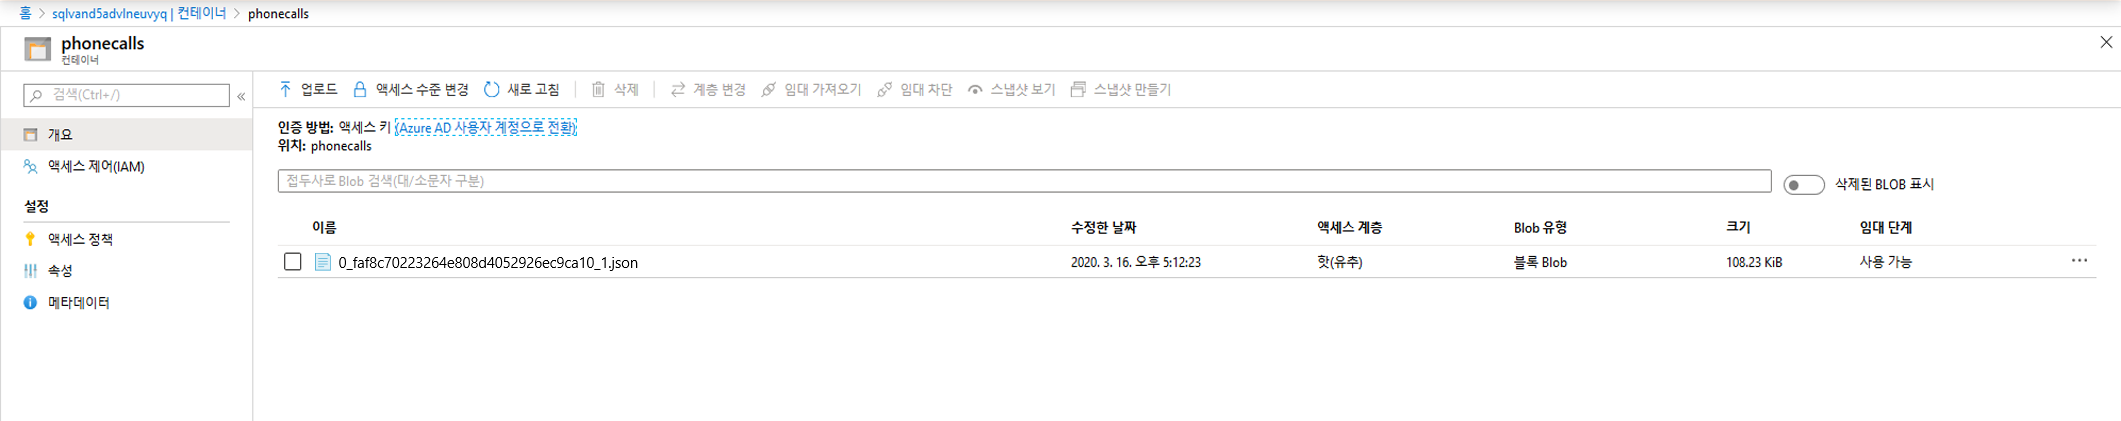 홈 > sqlvand5advlneuvyq | 컨테이너 > phonecalls
phonecalls
컨테이너
검색(Ctrl+/)
«
업로드 액세스 수준 변경 새로 고침 삭제 계층 변경 임대 가져오기 임대 차단 스냅샷 보기 스냅샷 만들기
개요
액세스 제어(IAM)
설정
액세스 정책
속성
메타데이터
인증 방법: 액세스 키 (Azure AD 사용자 계정으로 전환)
위치: phonecalls
접두사로 Blob 검색(대/소문자 구분)
삭제된 BLOB 표시
이름 수정한 날짜 액세스 계층 Blob 유형 크기 임대 단계
0_faf8c70223264e808d4052926ec9ca10_1.json 2020. 3. 16. 오후 5:12:23 핫(유추) 블록 Blob 108.23 KiB 사용 가능 ...